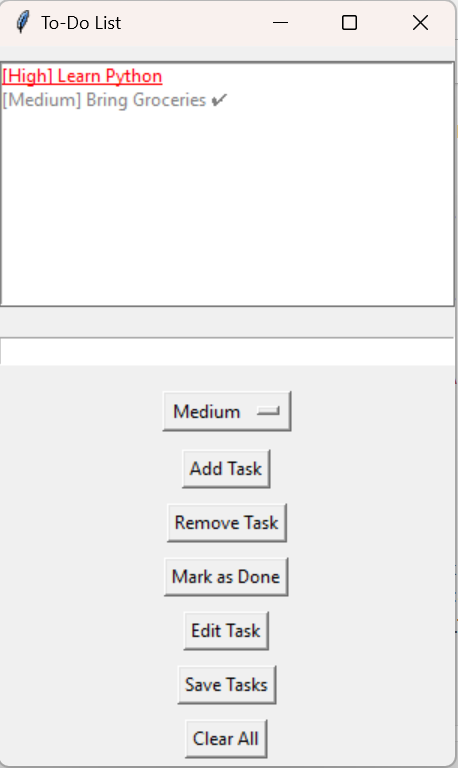 To-Do List
[High] Learn Python
[Medium] Bring Groceries ✔
Medium
Add Task
Remove Task
Mark as Done
Edit Task
Save Tasks
Clear All